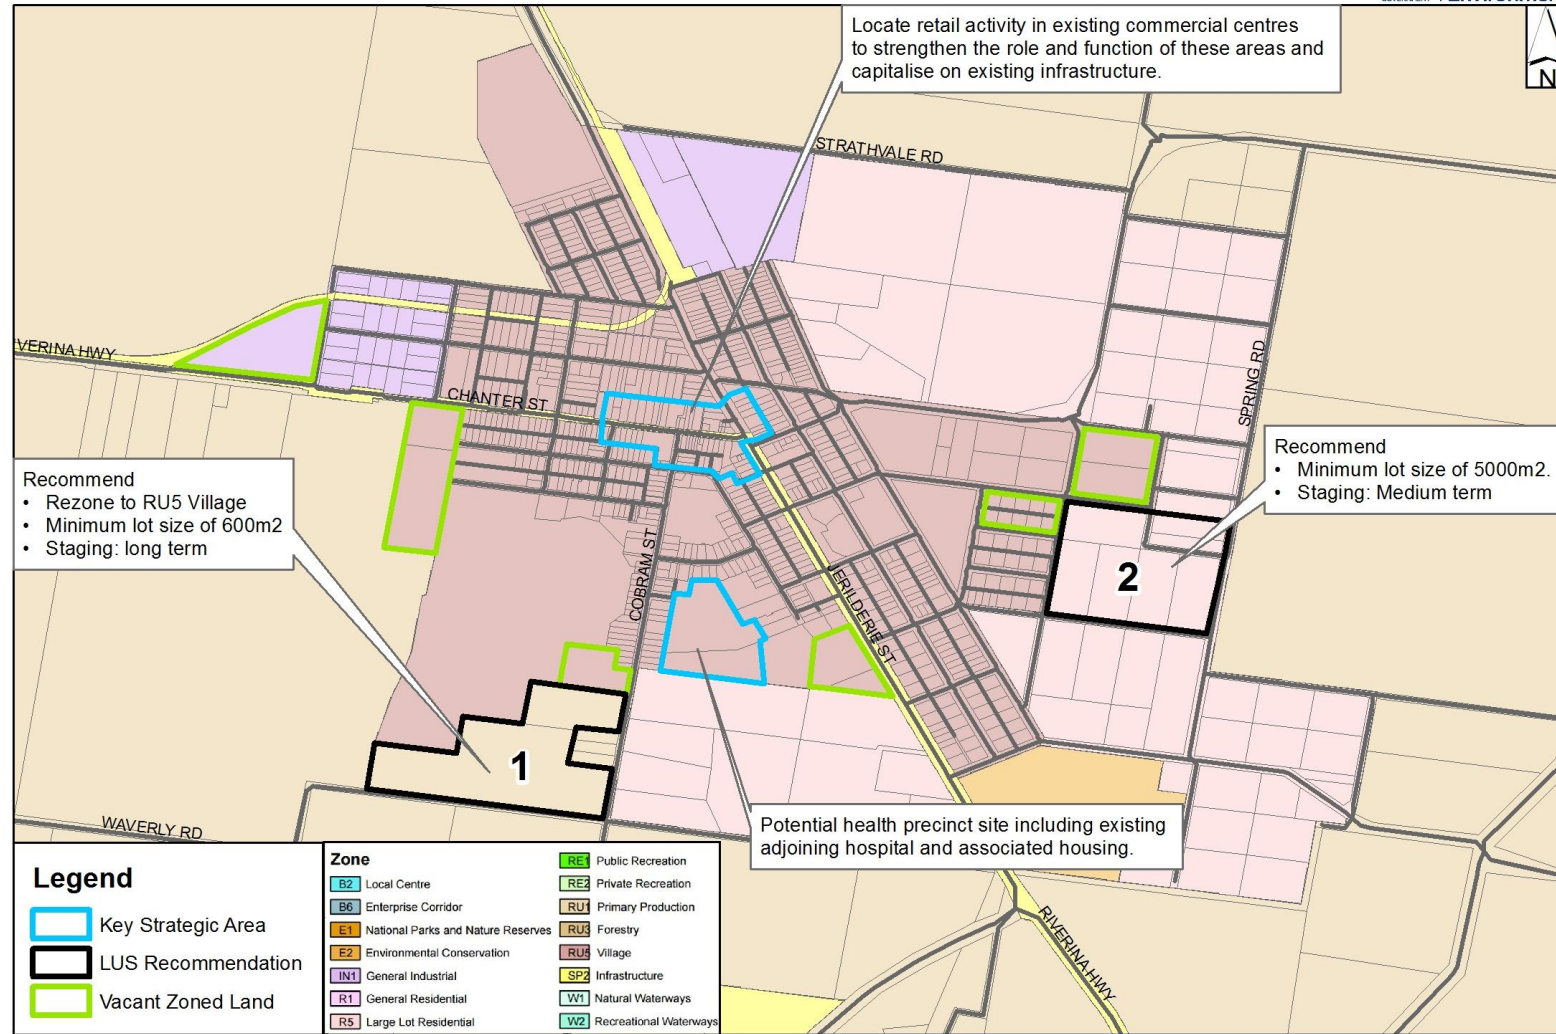 Locate retail activity in existing commercial centres
to strengthen the role and function of these areas and
capitalise on existing infrastructure.
N
STRATHVALE RD
VERINA HWY
CHANTER ST
SPRING RD
Recommend
• Rezone to RU5 Village
• Minimum lot size of 600m2
• Staging: long term
Recommend
• Minimum lot size of 5000m2.
• Staging: Medium term
COBRAM ST
JERILDERIE ST
2
1
WAVERLY RD
Potential health precinct site including existing
adjoining hospital and associated housing.
RIVERINA HWY
Legend
Key Strategic Area
LUS Recommendation
Vacant Zoned Land
Zone
B2 Local Centre
B6 Enterprise Corridor
E1 National Parks and Nature Reserves
E2 Environmental Conservation
IN1 General Industrial
R1 General Residential
R5 Large Lot Residential
RE1 Public Recreation
RE2 Private Recreation
RU1 Primary Production
RU3 Forestry
RU5 Village
SP2 Infrastructure
W1 Natural Waterways
W2 Recreational Waterways